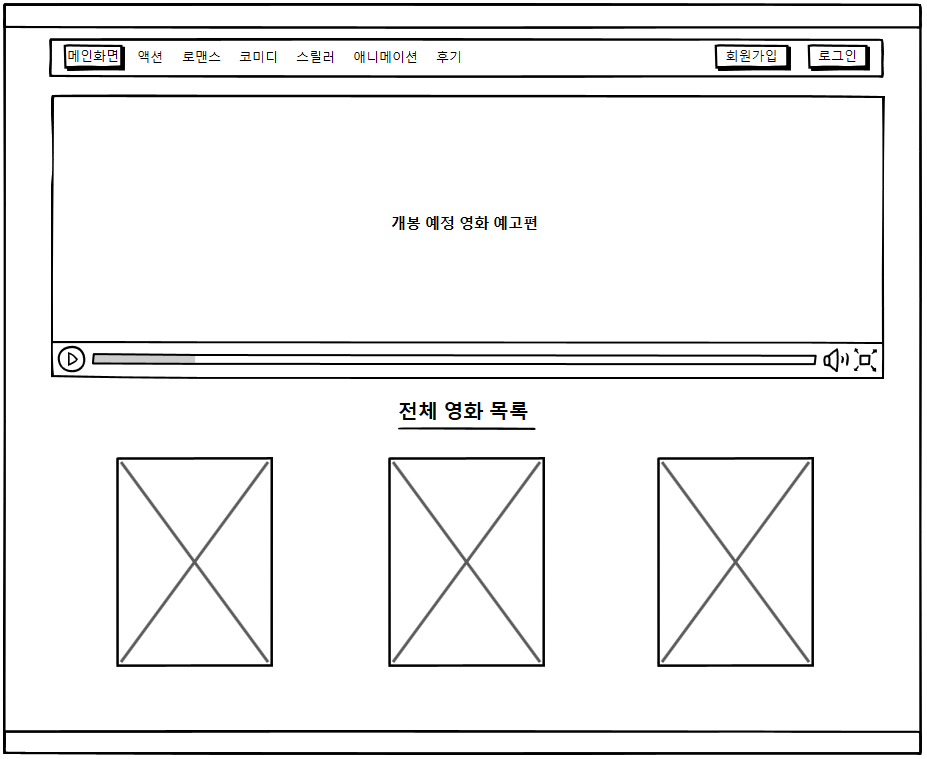 메인화면 액션 로맨스 코미디 스릴러 애니메이션 후기 회원가입 로그인
개봉 예정 영화 예고편
전체 영화 목록